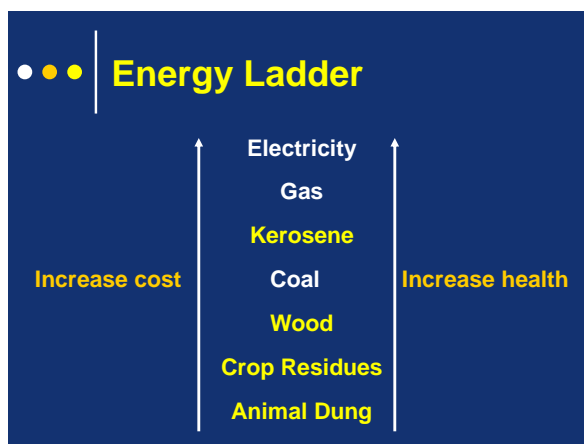 Energy Ladder
Electricity
Gas
Kerosene
Increase cost
Coal
Increase health
Wood
Crop Residues
Animal Dung